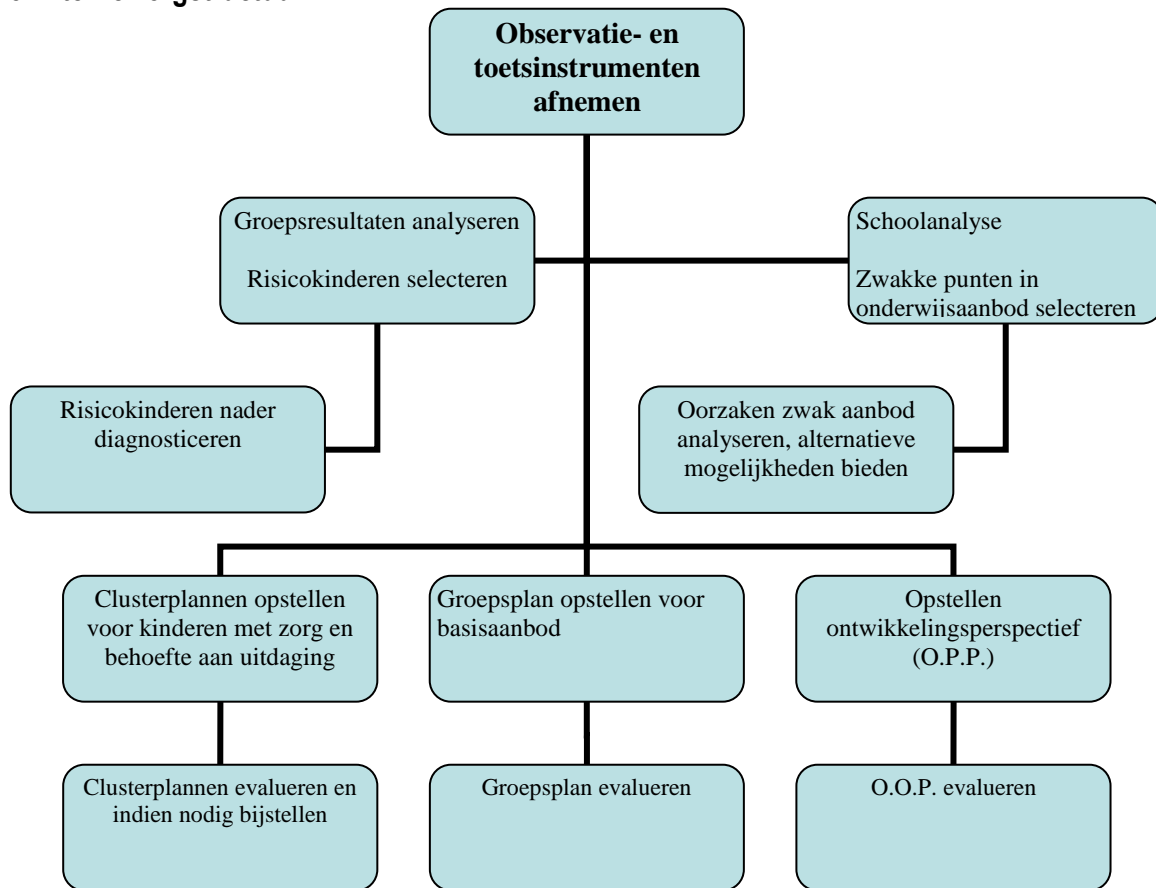 Observatie- en
toetsinstrumenten
afnemen
Groepsresultaten analyseren
Risicokinderen selecteren
Schoolanalyse
Zwakke punten in
onderwijsaanbod selecteren
Risicokinderen nader
diagnosticeren
Oorzaken zwak aanbod
analyseren, alternatieve
mogelijkheden bieden
Clusterplannen opstellen
voor kinderen met zorg en
behoefte aan uitdaging
Groepsplan opstellen voor
basisaanbod
Opstellen
ontwikkelingsperspectief
(O.P.P.)
Clusterplannen evalueren en
indien nodig bijstellen
Groepsplan evalueren
O.O.P. evalueren